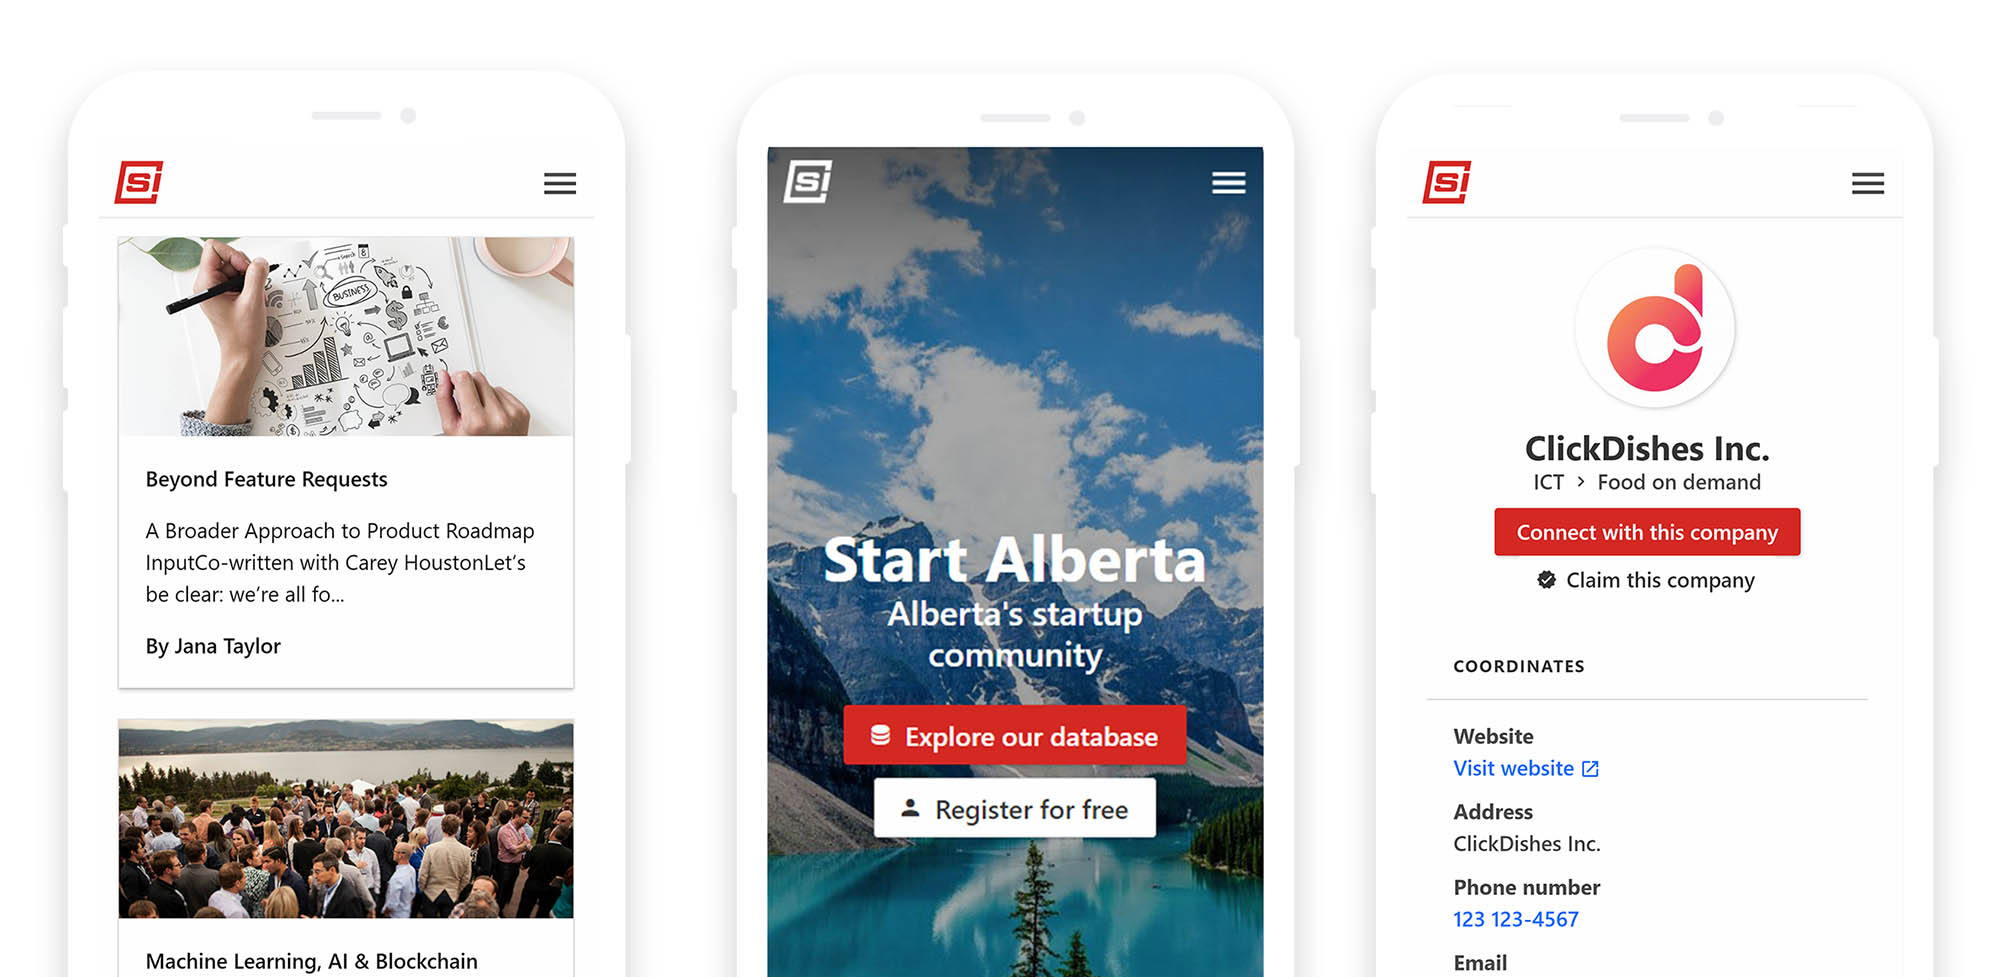 Si
BUSINESS
Search
Beyond Feature Requests
A Broader Approach to Product Roadmap
InputCo-written with Carey HoustonLet’s
be clear: we’re all fo...
By Jana Taylor
Machine Learning, AI & Blockchain
Si
Start Alberta
Alberta's startup
community
Explore our database
Register for free
Si
ClickDishes Inc.
ICT > Food on demand
Connect with this company
Claim this company
COORDINATES
Website
Visit website
Address
ClickDishes Inc.
Phone number
123 123-4567
Email